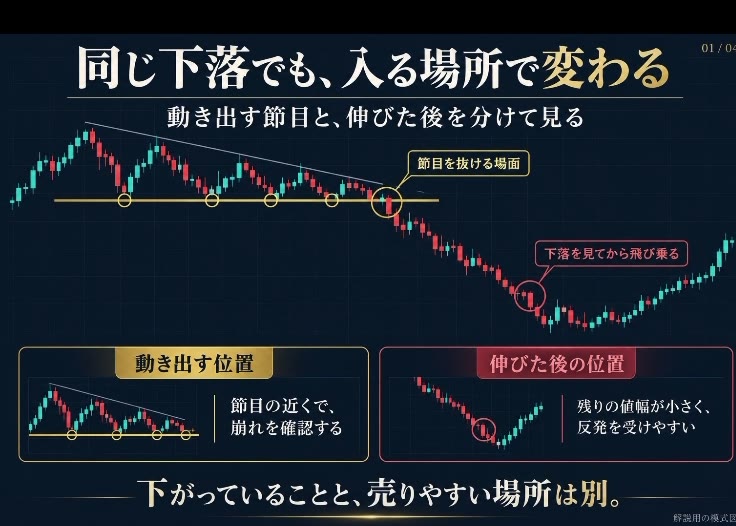 01 / 04
同じ下落でも、入る場所で変わる
動き出す節目と、伸びた後を分けて見る
節目を抜ける場面
下落を見てから飛び乗る
動き出す位置
節目の近くで、
崩れを確認する
伸びた後の位置
残りの値幅が小さく、
反発を受けやすい
下がっていることと、売りやすい場所は別。
解説用の模式図